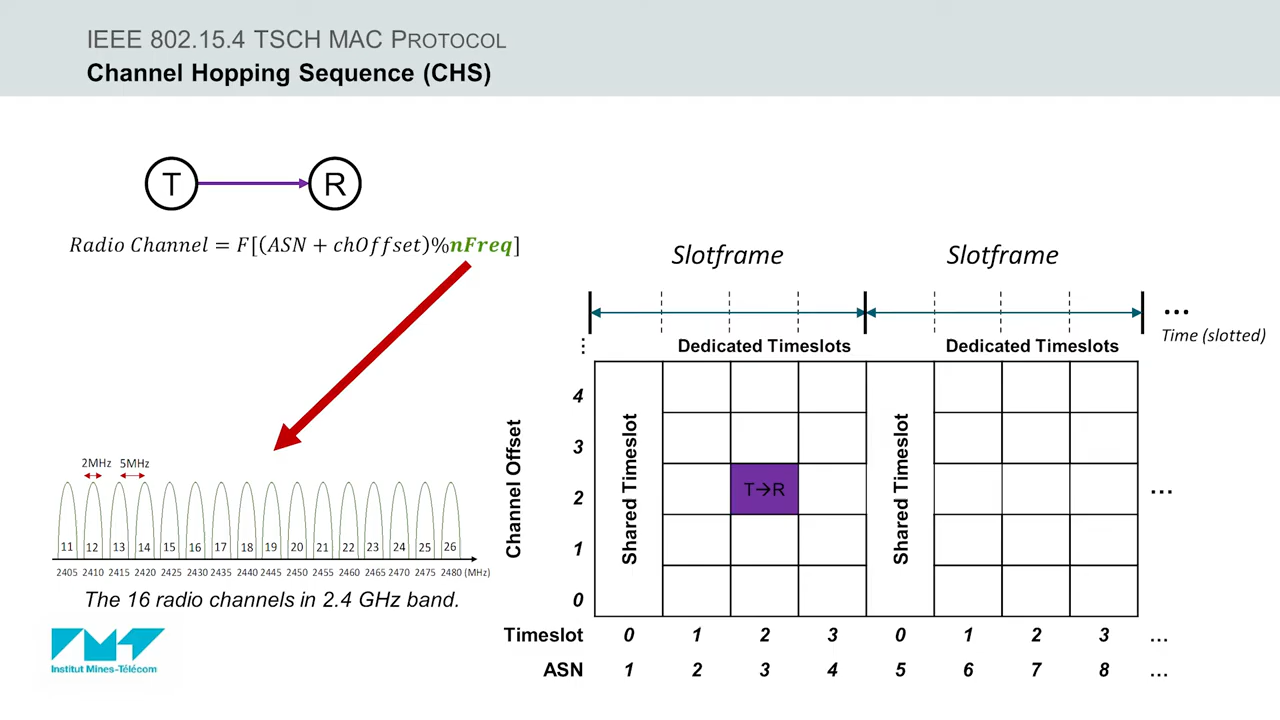 IEEE 802.15.4 TSCH MAC PROTOCOL
Channel Hopping Sequence (CHS)
T
R
Radio Channel = F[(ASN + chOffset)%nFreq]
Slotframe
Slotframe
...
Time (slotted)
Dedicated Timeslots
Dedicated Timeslots
...
Channel Offset
4
3
2
1
0
Shared Timeslot
T→R
Shared Timeslot
...
Timeslot 0 1 2 3 0 1 2 3 ...
ASN 1 2 3 4 5 6 7 8 ...
2MHz 5MHz
11 12 13 14 15 16 17 18 19 20 21 22 23 24 25 26
2405 2410 2415 2420 2425 2430 2435 2440 2445 2450 2455 2460 2465 2470 2475 2480 (MHz)
The 16 radio channels in 2.4 GHz band.
Institut Mines-Télécom